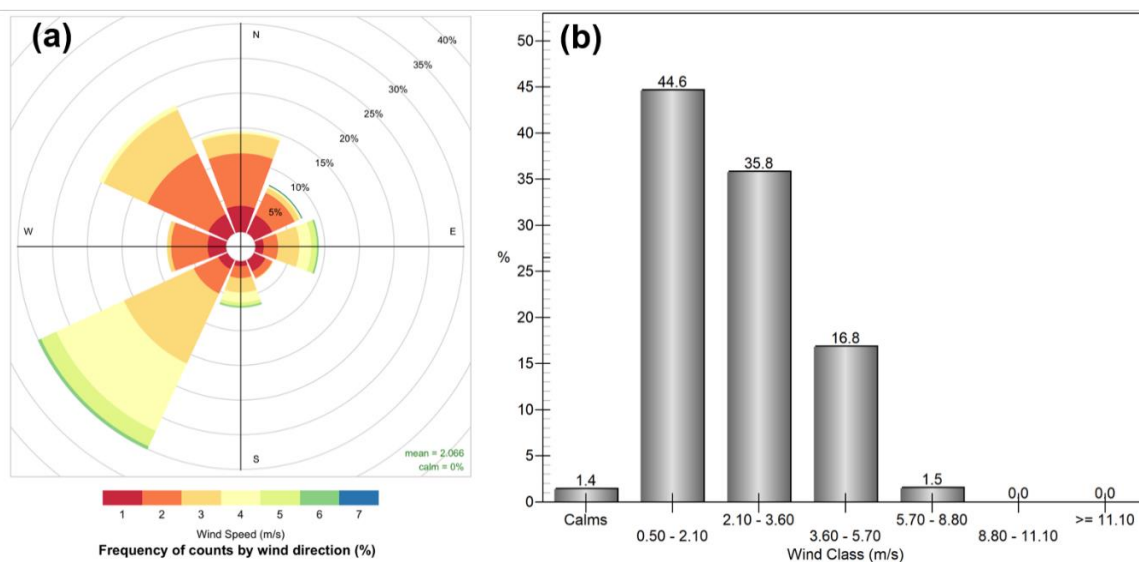 (a)
N
40%
35%
30%
25%
20%
15%
10%
5%
W
E
S
mean = 2.066
calm = 0%
1 2 3 4 5 6 7
Wind Speed (m/s)
Frequency of counts by wind direction (%)
(b)
%
50
45
40
35
30
25
20
15
10
5
0
1.4
44.6
35.8
16.8
1.5
0.0
0.0
Calms
0.50 - 2.10
2.10 - 3.60
3.60 - 5.70
5.70 - 8.80
8.80 - 11.10
>= 11.10
Wind Class (m/s)